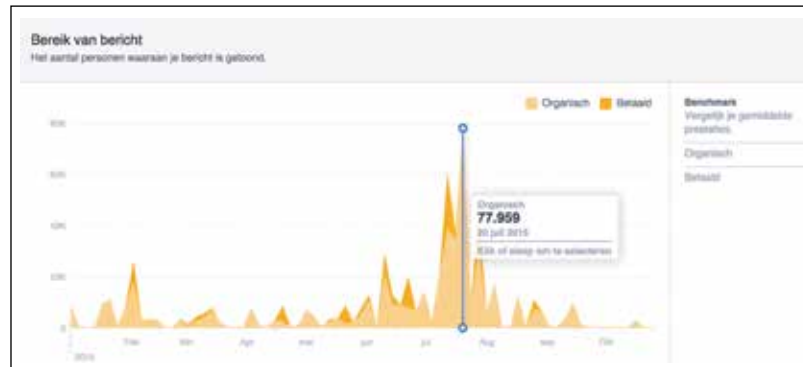 Bereik van bericht
Het aantal personen waaraan je bericht is getoond.
Organisch Betaald
Benchmark
Vergelijk je gemiddelde
prestaties.
Organisch
Betaald
Organisch
77.959
20 juli 2015
Klik of sleep om te selecteren
Apr
mei
jun
jul
Aug
sep
Okt
2015